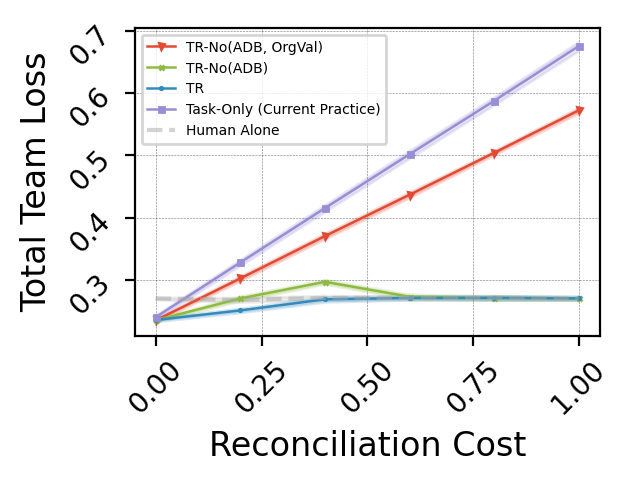 0.7
0.6
0.5
0.4
0.3
Total Team Loss
TR-No(ADB, OrgVal)
TR-No(ADB)
TR
Task-Only (Current Practice)
Human Alone
0.00
0.25
0.50
0.75
1.00
Reconciliation Cost